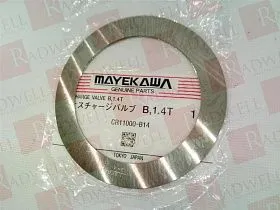 MAYEKAWA
GENUINE PARTS
HARGE VALVE B,1.4T
スチャージバルブ B,1.4T 1
CR11000-B14
TOKYO JAPAN
RADWELL